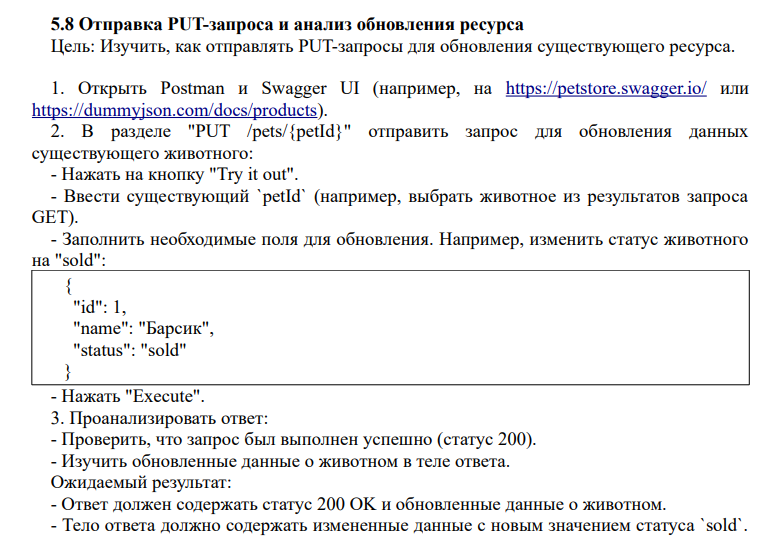 5.8 Отправка PUT-запроса и анализ обновления ресурса
Цель: Изучить, как отправлять PUT-запросы для обновления существующего ресурса.
1. Открыть Postman и Swagger UI (например, на https://petstore.swagger.io/ или
https://dummyjson.com/docs/products).
2. В разделе "PUT /pets/{petId}" отправить запрос для обновления данных
существующего животного:
- Нажать на кнопку "Try it out".
- Ввести существующий `petId` (например, выбрать животное из результатов запроса
GET).
- Заполнить необходимые поля для обновления. Например, изменить статус животного
на "sold":
{
"id": 1,
"name": "Барсик",
"status": "sold"
}
- Нажать "Execute".
3. Проанализировать ответ:
- Проверить, что запрос был выполнен успешно (статус 200).
- Изучить обновленные данные о животном в теле ответа.
Ожидаемый результат:
- Ответ должен содержать статус 200 OK и обновленные данные о животном.
- Тело ответа должно содержать измененные данные с новым значением статуса `sold`.